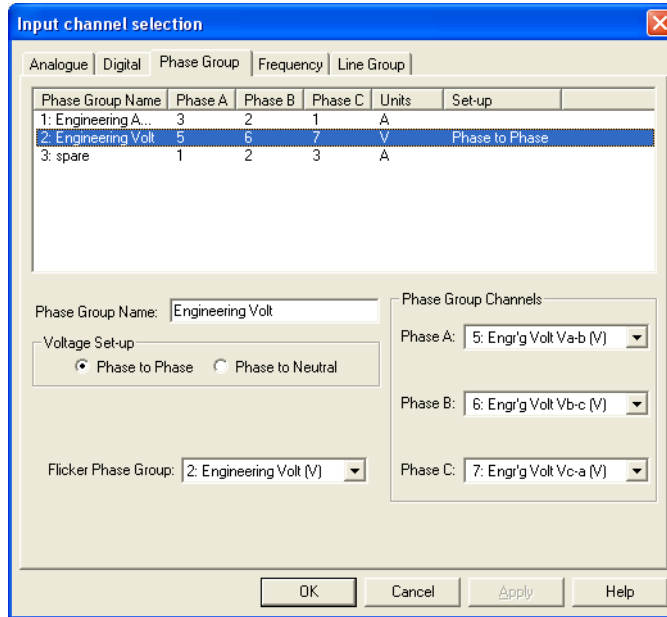 Input channel selection
Analogue Digital Phase Group Frequency Line Group
Phase Group Name Phase A Phase B Phase C Units Set-up
1: Engineering A... 3 2 1 A
2: Engineering Volt 5 6 7 V Phase to Phase
3: spare 1 2 3 A
Phase Group Name: Engineering Volt
Voltage Set-up
Phase to Phase Phase to Neutral
Flicker Phase Group: 2: Engineering Volt (V)
Phase Group Channels
Phase A: 5: Engr'g Volt Va-b (V)
Phase B: 6: Engr'g Volt Vb-c (V)
Phase C: 7: Engr'g Volt Vc-a (V)
OK Cancel Apply Help